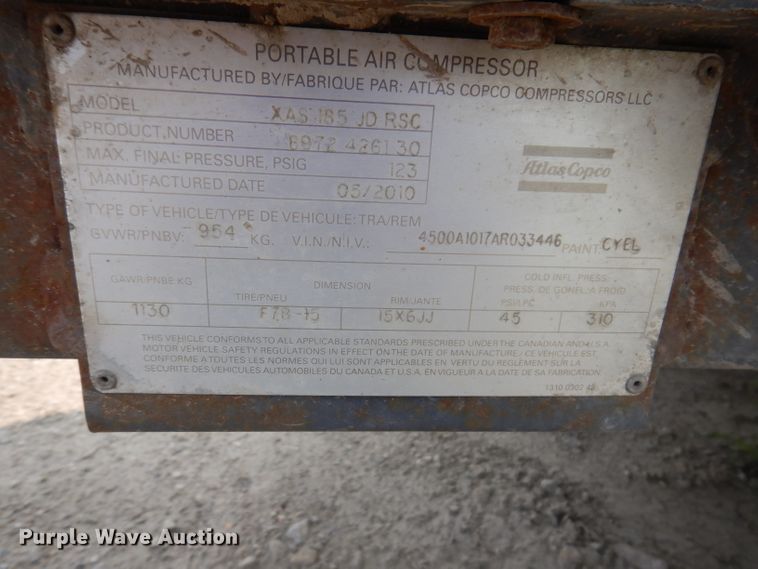 PORTABLE AIR COMPRESSOR
MANUFACTURED BY/FABRIQUE PAR: ATLAS COPCO COMPRESSORS LLC
MODEL XAS 185 JD RSC
PRODUCT NUMBER 8972 426130
MAX. FINAL PRESSURE, PSIG 123
MANUFACTURED DATE 05/2010
Atlas Copco
TYPE OF VEHICLE/TYPE DE VEHICULE: TRA/REM
GVWR/PNBV: 954 KG. V.I.N./N.I.V.: 4500A1017AR033446 PAINT: CYEL
GAWR/PNBE KG DIMENSION COLD INFL. PRESS.
PRESS. DE GONFL. A FROID
TIRE/PNEU RIM/JANTE PSI/LPC KPA
1130 F78-15 15X6JJ 45 310
THIS VEHICLE CONFORMS TO ALL APPLICABLE STANDARDS PRESCRIBED UNDER THE CANADIAN AND U.S.A.
MOTOR VEHICLE SAFETY REGULATIONS IN EFFECT ON THE DATE OF MANUFACTURE./ CE VEHICULE EST
CONFORME A TOUTES LES NORMES QUI LUI SONT APPLICABLES EN VERTU DU REGLEMENT SUR LA
SECURITE DES VEHICULES AUTOMOBILES DU CANADA ET U.S.A. EN VIGUEUR A LA DATE DE SA FABRICATION
1310 0302 48
Purple Wave Auction